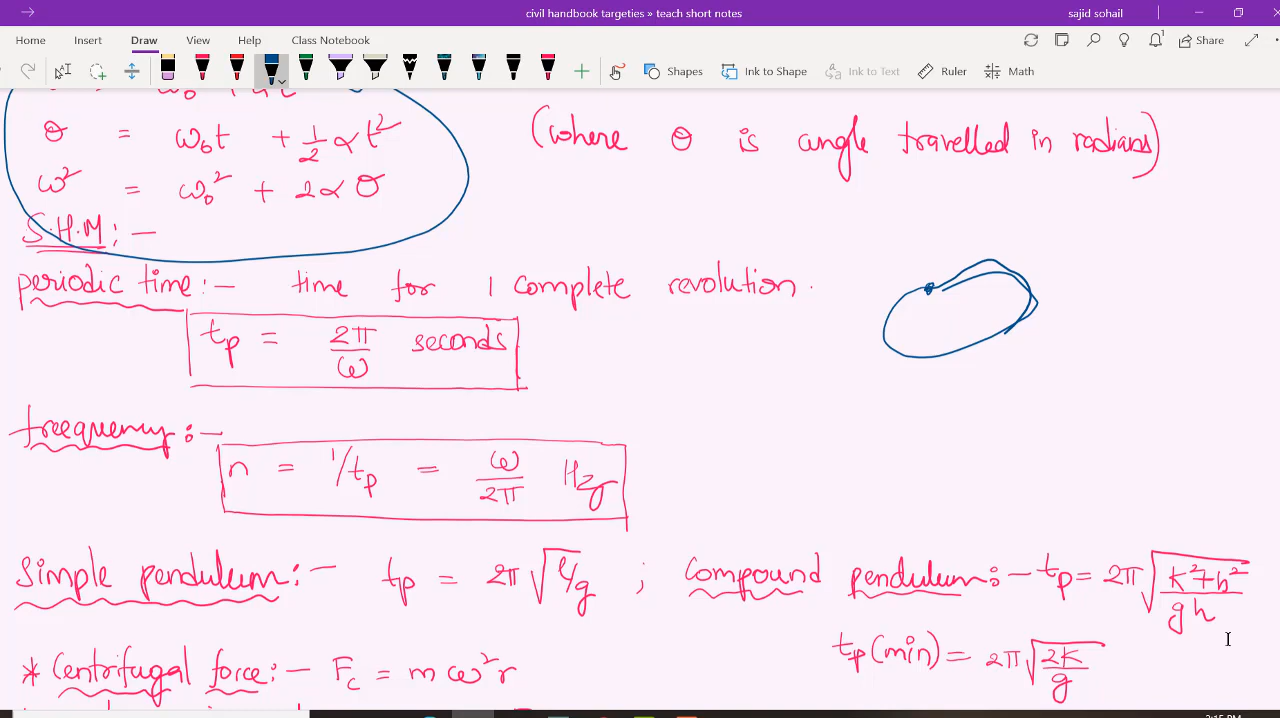 civil handbook targeties » teach short notes
sajid sohail
Home Insert Draw View Help Class Notebook
Share
Shapes Ink to Shape Ink to Text Ruler Math
θ = ω₀t + 1/2 αt²
(where θ is angle travelled in radians)
ω² = ω₀² + 2αθ
S.H.M :-
periodic time :- time for 1 complete revolution.
tp = 2π/ω seconds
freequency :-
n = 1/tp = ω/2π Hz
Simple pendulum :- tp = 2π√(l/g) ; Compound pendulum :- tp = 2π√((k²+h²)/gh)
tp(min) = 2π√(2k/g)
* Centrifugal force :- Fc = mω²r